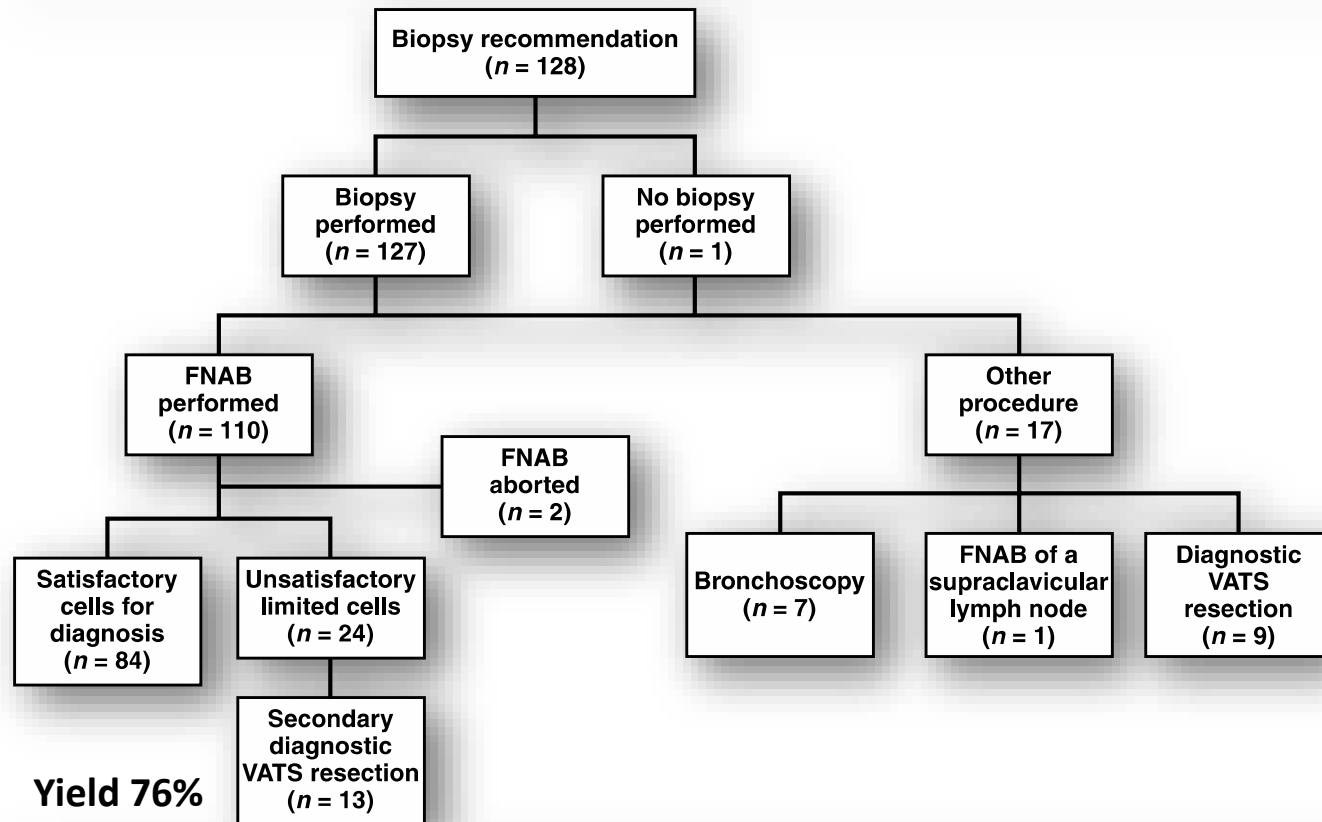 Biopsy recommendation
(n = 128)
Biopsy
performed
(n = 127)
No biopsy
performed
(n = 1)
FNAB
performed
(n = 110)
Other
procedure
(n = 17)
FNAB
aborted
(n = 2)
Satisfactory
cells for
diagnosis
(n = 84)
Unsatisfactory
limited cells
(n = 24)
Bronchoscopy
(n = 7)
FNAB of a
supraclavicular
lymph node
(n = 1)
Diagnostic
VATS
resection
(n = 9)
Secondary
diagnostic
VATS resection
(n = 13)
Yield 76%